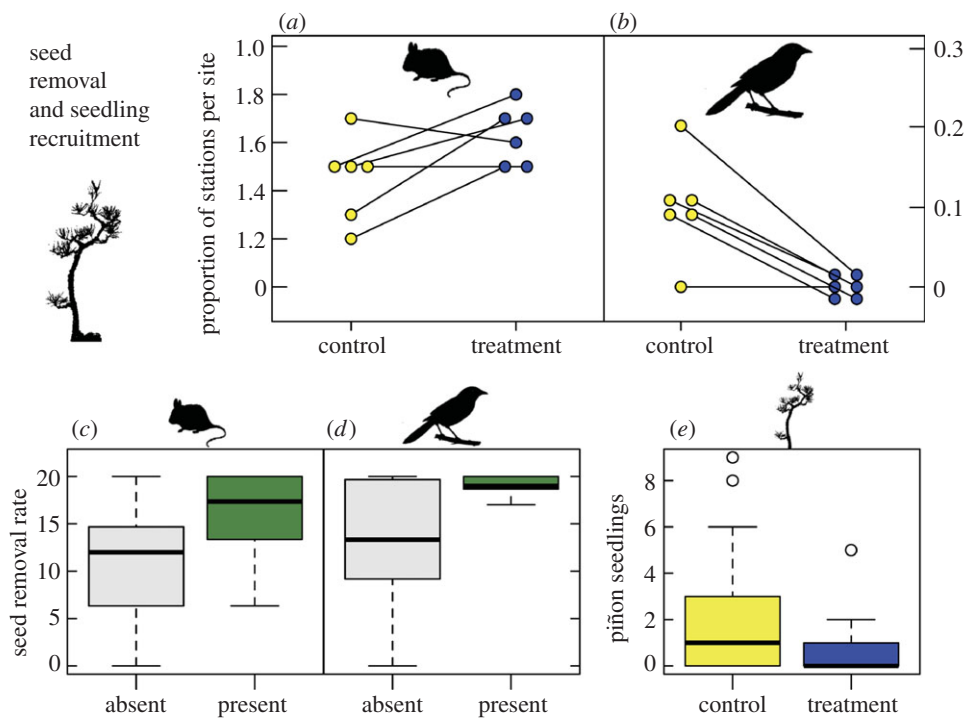 seed
removal
and seedling
recruitment
(a)
(b)
proportion of stations per site
1.0
1.8
1.6
1.4
1.2
0
0.3
0.2
0.1
0
control
treatment
control
treatment
(c)
(d)
(e)
seed removal rate
20
15
10
5
0
absent
present
absent
present
piñon seedlings
8
6
4
2
0
control
treatment